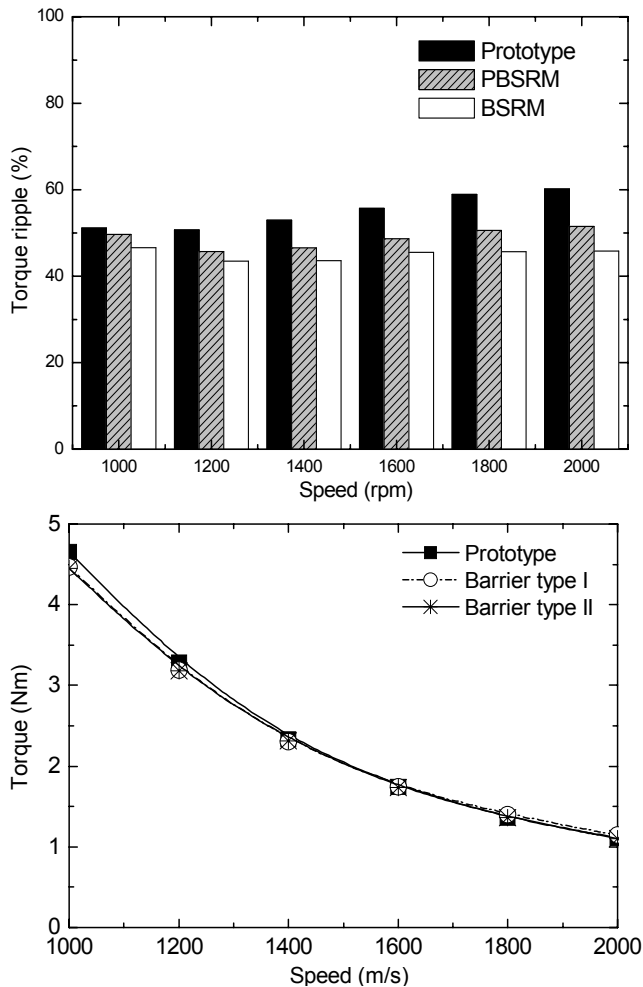 100
80
60
40
20
0
Torque ripple (%)
Prototype
PBSRM
BSRM
1000 1200 1400 1600 1800 2000
Speed (rpm)
5
4
3
2
1
0
Torque (Nm)
Prototype
Barrier type I
Barrier type II
1000 1200 1400 1600 1800 2000
Speed (m/s)